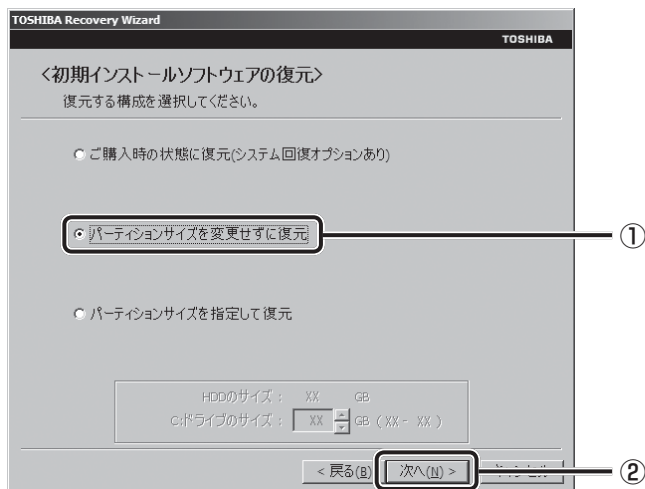 TOSHIBA Recovery Wizard
TOSHIBA
<初期インストールソフトウェアの復元>
復元する構成を選択してください。
ご購入時の状態に復元(システム回復オプションあり)
パーティションサイズを変更せずに復元
①
パーティションサイズを指定して復元
HDDのサイズ： XX GB
C:ドライブのサイズ： XX GB ( XX - XX )
< 戻る(B) 次へ(N) >
②